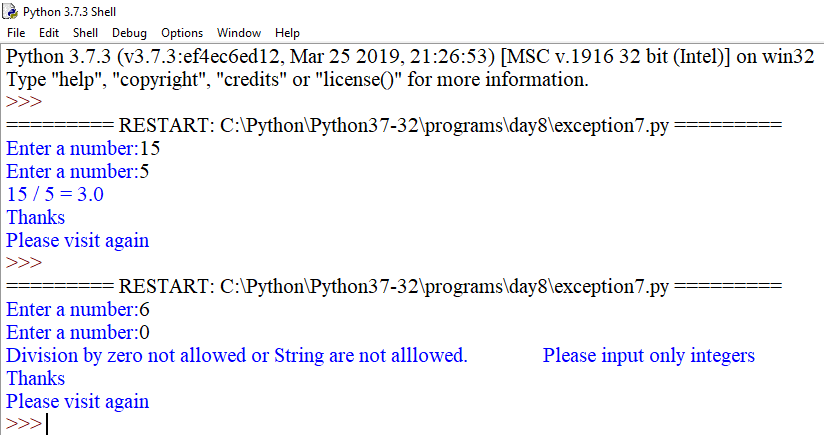 Python 3.7.3 Shell
File Edit Shell Debug Options Window Help
Python 3.7.3 (v3.7.3:ef4ec6ed12, Mar 25 2019, 21:26:53) [MSC v.1916 32 bit (Intel)] on win32
Type "help", "copyright", "credits" or "license()" for more information.
>>>
========= RESTART: C:\Python\Python37-32\programs\day8\exception7.py =========
Enter a number:15
Enter a number:5
15 / 5 = 3.0
Thanks
Please visit again
>>>
========= RESTART: C:\Python\Python37-32\programs\day8\exception7.py =========
Enter a number:6
Enter a number:0
Division by zero not allowed or String are not alllowed. Please input only integers
Thanks
Please visit again
>>>